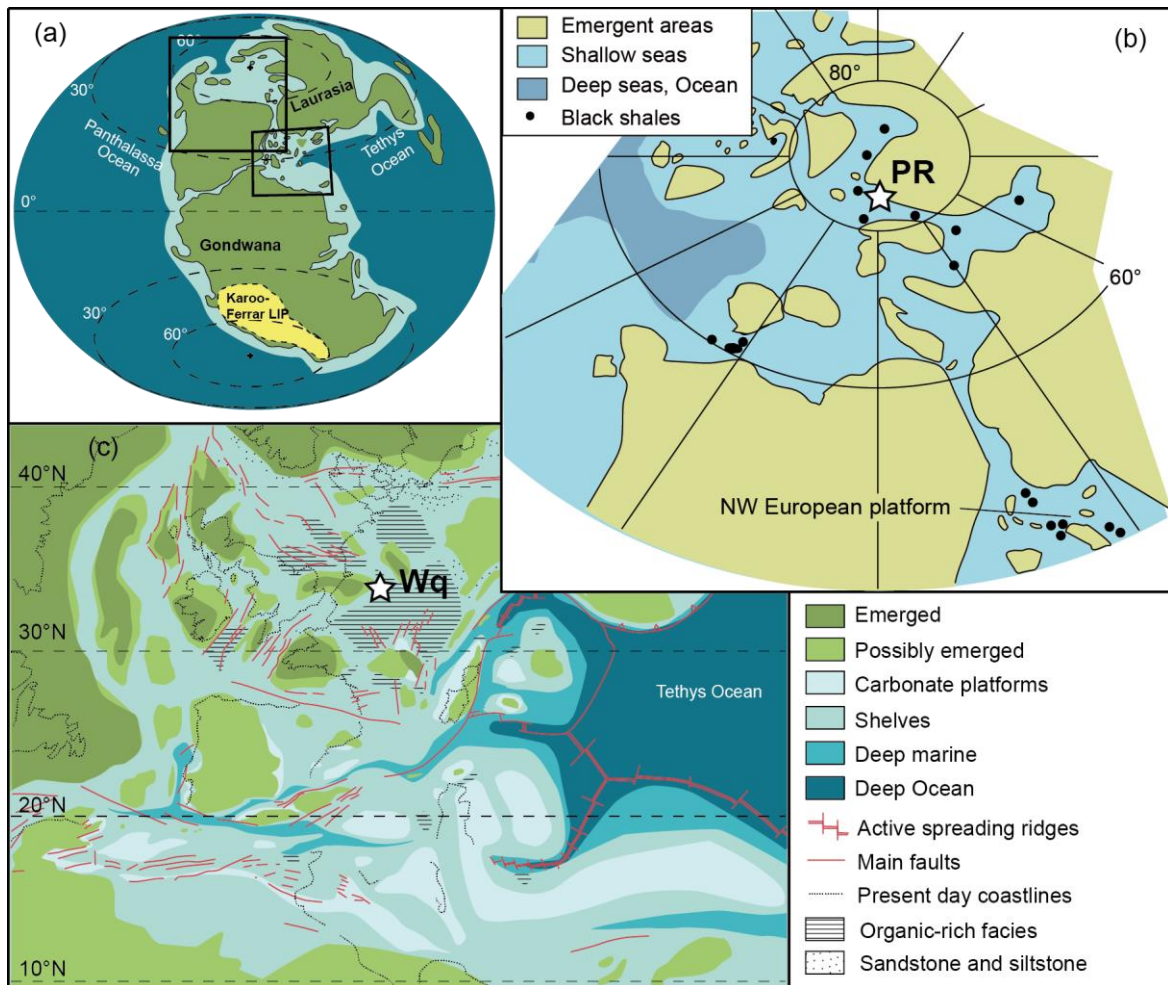 (a)
60°
30°
Laurasia
Panthalassa
Ocean
Tethys
Ocean
0°
Gondwana
Karoo-
Ferrar LIP
30°
60°
Emergent areas
Shallow seas
Deep seas, Ocean
Black shales
(b)
80°
PR
60°
NW European platform
(c)
40°N
Wq
30°N
Tethys Ocean
20°N
10°N
Emerged
Possibly emerged
Carbonate platforms
Shelves
Deep marine
Deep Ocean
Active spreading ridges
Main faults
Present day coastlines
Organic-rich facies
Sandstone and siltstone